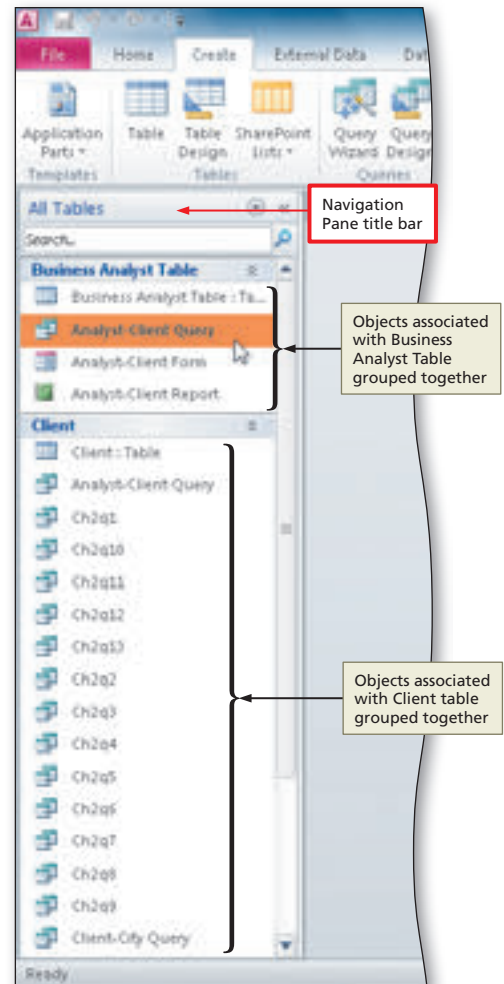 A
File Home Create External Data Dat
Application Parts
Table
Table Design
SharePoint Lists
Query Wizard
Query Design
Templates
Tables
Queries
All Tables
Search...
Navigation
Pane title bar
Business Analyst Table
Business Analyst Table : Ta...
Analyst-Client Query
Analyst-Client Form
Analyst-Client Report
Objects associated
with Business
Analyst Table
grouped together
Client
Client : Table
Analyst-Client Query
Ch2q1
Ch2q10
Ch2q11
Ch2q12
Ch2q13
Ch2q2
Ch2q3
Ch2q4
Ch2q5
Ch2q6
Ch2q7
Ch2q8
Ch2q9
Client-City Query
Objects associated
with Client table
grouped together
Ready